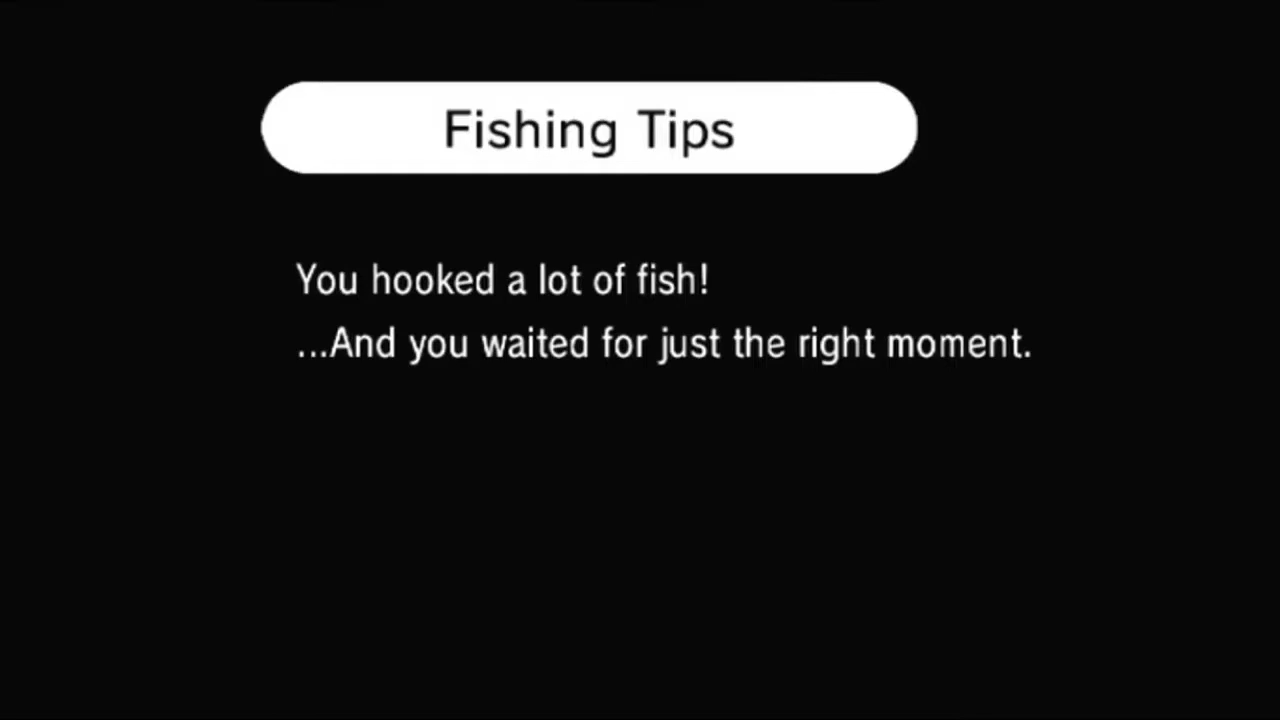 Fishing Tips
You hooked a lot of fish!
...And you waited for just the right moment.